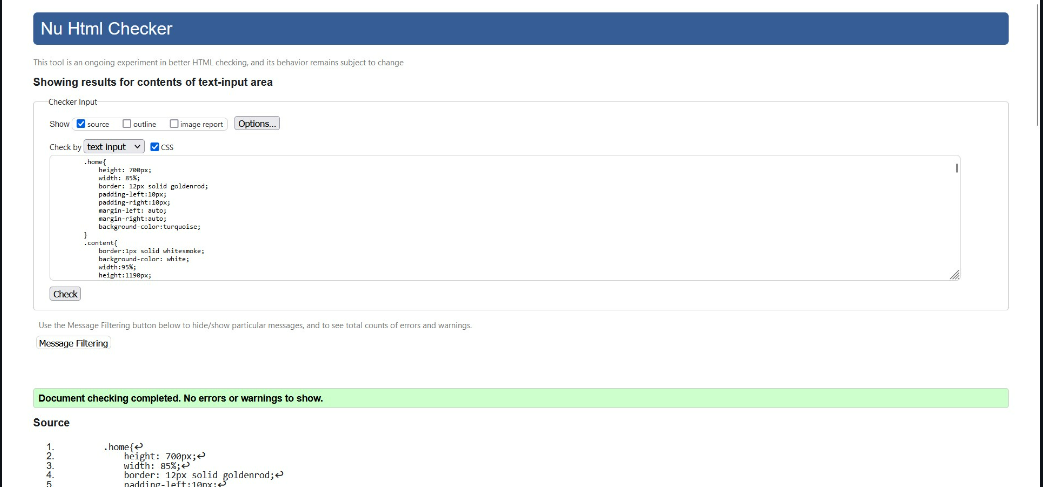 Nu Html Checker
This tool is an ongoing experiment in better HTML checking, and its behavior remains subject to change
Showing results for contents of text-input area
Checker Input
Show source outline image report Options...
Check by text input CSS
.home{
height: 700px;
width: 85%;
border: 12px solid goldenrod;
padding-left:10px;
padding-right:10px;
margin-left: auto;
margin-right:auto;
background-color:turquoise;
}
.content{
border:1px solid whitesmoke;
background-color: white;
width:95%;
height:1190px;
Check
Use the Message Filtering button below to hide/show particular messages, and to see total counts of errors and warnings.
Message Filtering
Document checking completed. No errors or warnings to show.
Source
1. .home{↩
2. height: 700px;↩
3. width: 85%;↩
4. border: 12px solid goldenrod;↩
5. padding-left:10px;↩